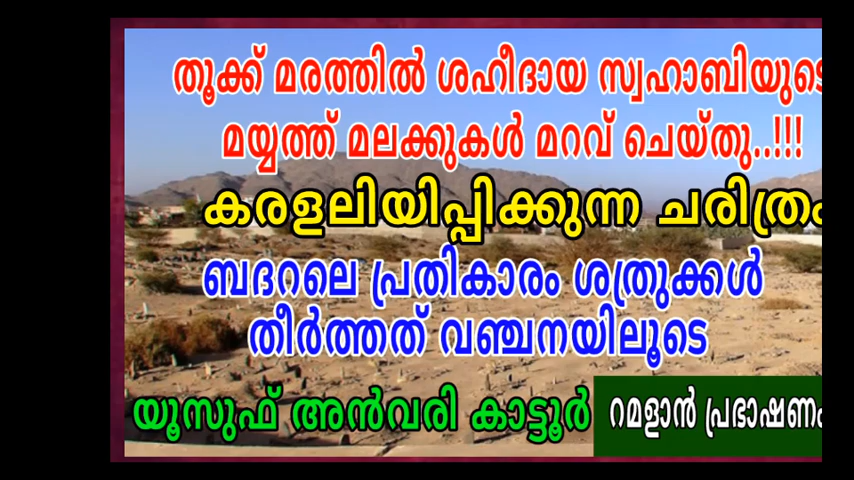 തൂക്ക് മരത്തിൽ ശഹീദായ സ്വഹാബിയുടെ
മയ്യത്ത് മലക്കുകൾ മറവ് ചെയ്തു..!!!
കരളലിയിപ്പിക്കുന്ന ചരിത്രം
ബദറലെ പ്രതികാരം ശത്രുക്കൾ
തീർത്തത് വഞ്ചനയിലൂടെ
യൂസുഫ് അൻവരി കാട്ടൂർ റമളാൻ പ്രഭാഷണം